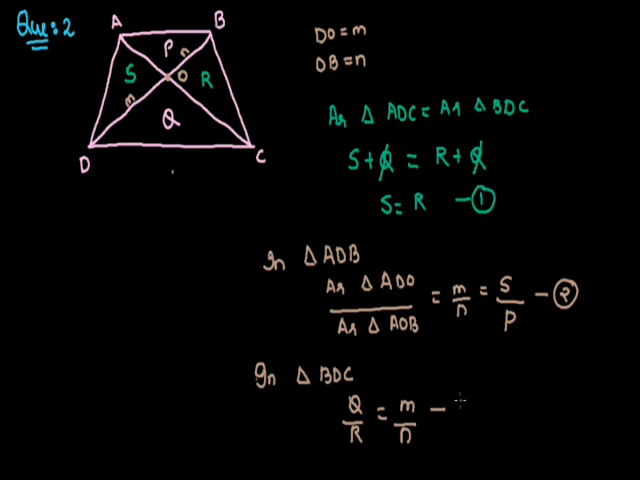 Que: 2
A B
P n
S O R
m
Q
D C
DO = m
OB = n
Ar Δ ADC = Ar Δ BDC
S + Q = R + Q
S = R — ①
In Δ ADB
Ar Δ ADO / Ar Δ AOB = m/n = S/P — ②
In Δ BDC
Q/R = m/n —